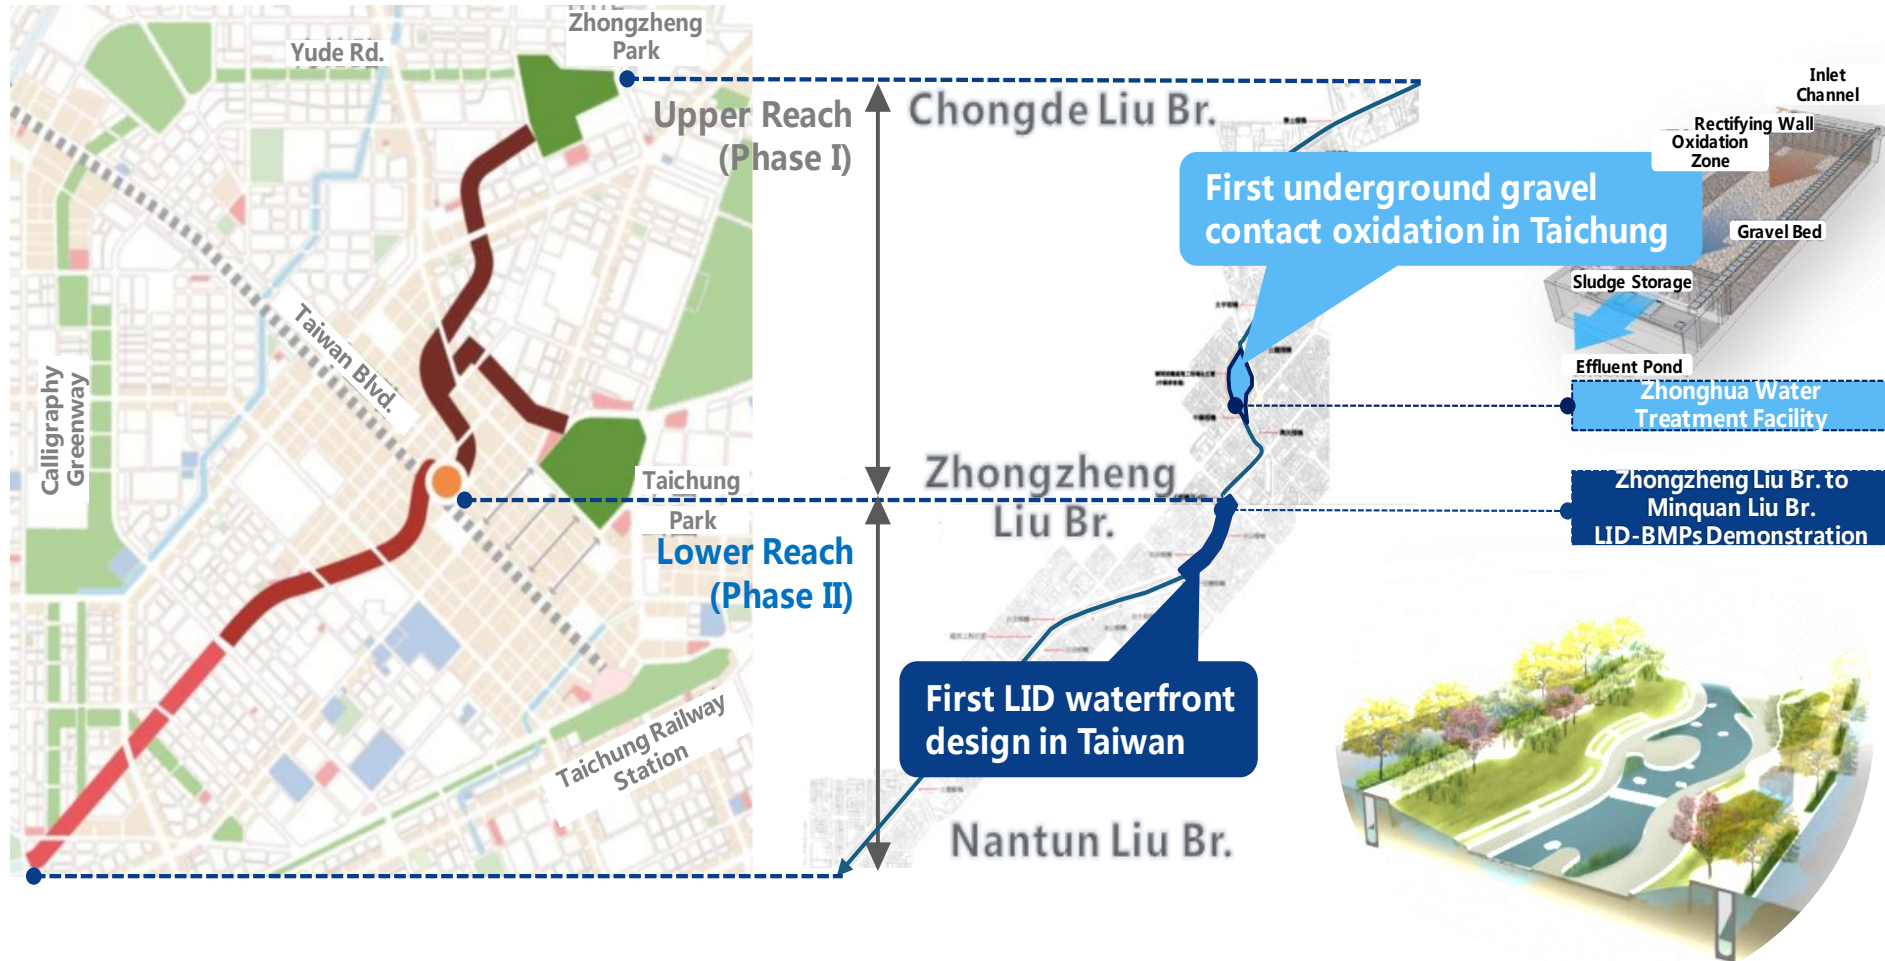 Zhongzheng
Park
Yude Rd.
Upper Reach
(Phase I)
Taiwan Blvd.
Calligraphy
Greenway
Taichung
Park
Lower Reach
(Phase II)
Taichung Railway
Station
Chongde Liu Br.
Zhongzheng
Liu Br.
Nantun Liu Br.
First underground gravel
contact oxidation in Taichung
First LID waterfront
design in Taiwan
Inlet
Channel
Rectifying Wall
Oxidation
Zone
Gravel Bed
Sludge Storage
Effluent Pond
Zhonghua Water
Treatment Facility
Zhongzheng Liu Br. to
Minquan Liu Br.
LID-BMPs Demonstration